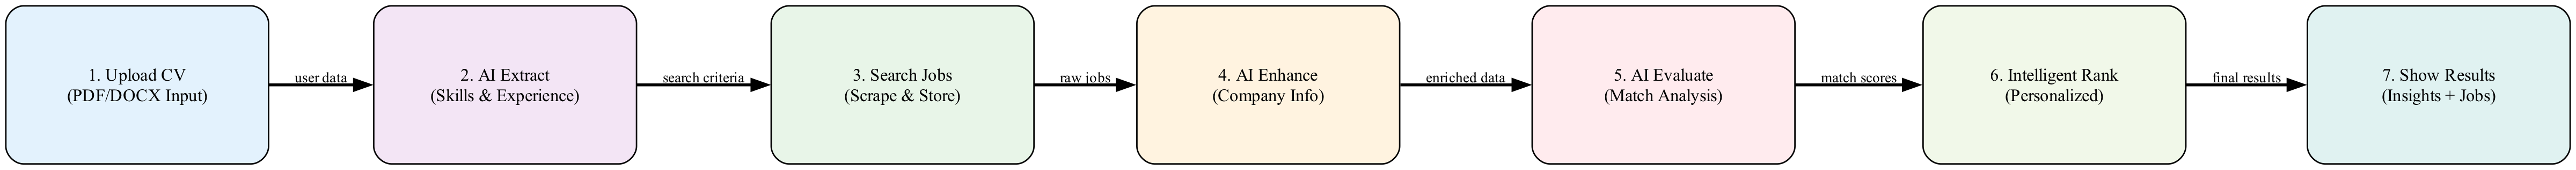 1. Upload CV
(PDF/DOCX Input)
user data
2. AI Extract
(Skills & Experience)
search criteria
3. Search Jobs
(Scrape & Store)
raw jobs
4. AI Enhance
(Company Info)
enriched data
5. AI Evaluate
(Match Analysis)
match scores
6. Intelligent Rank
(Personalized)
final results
7. Show Results
(Insights + Jobs)